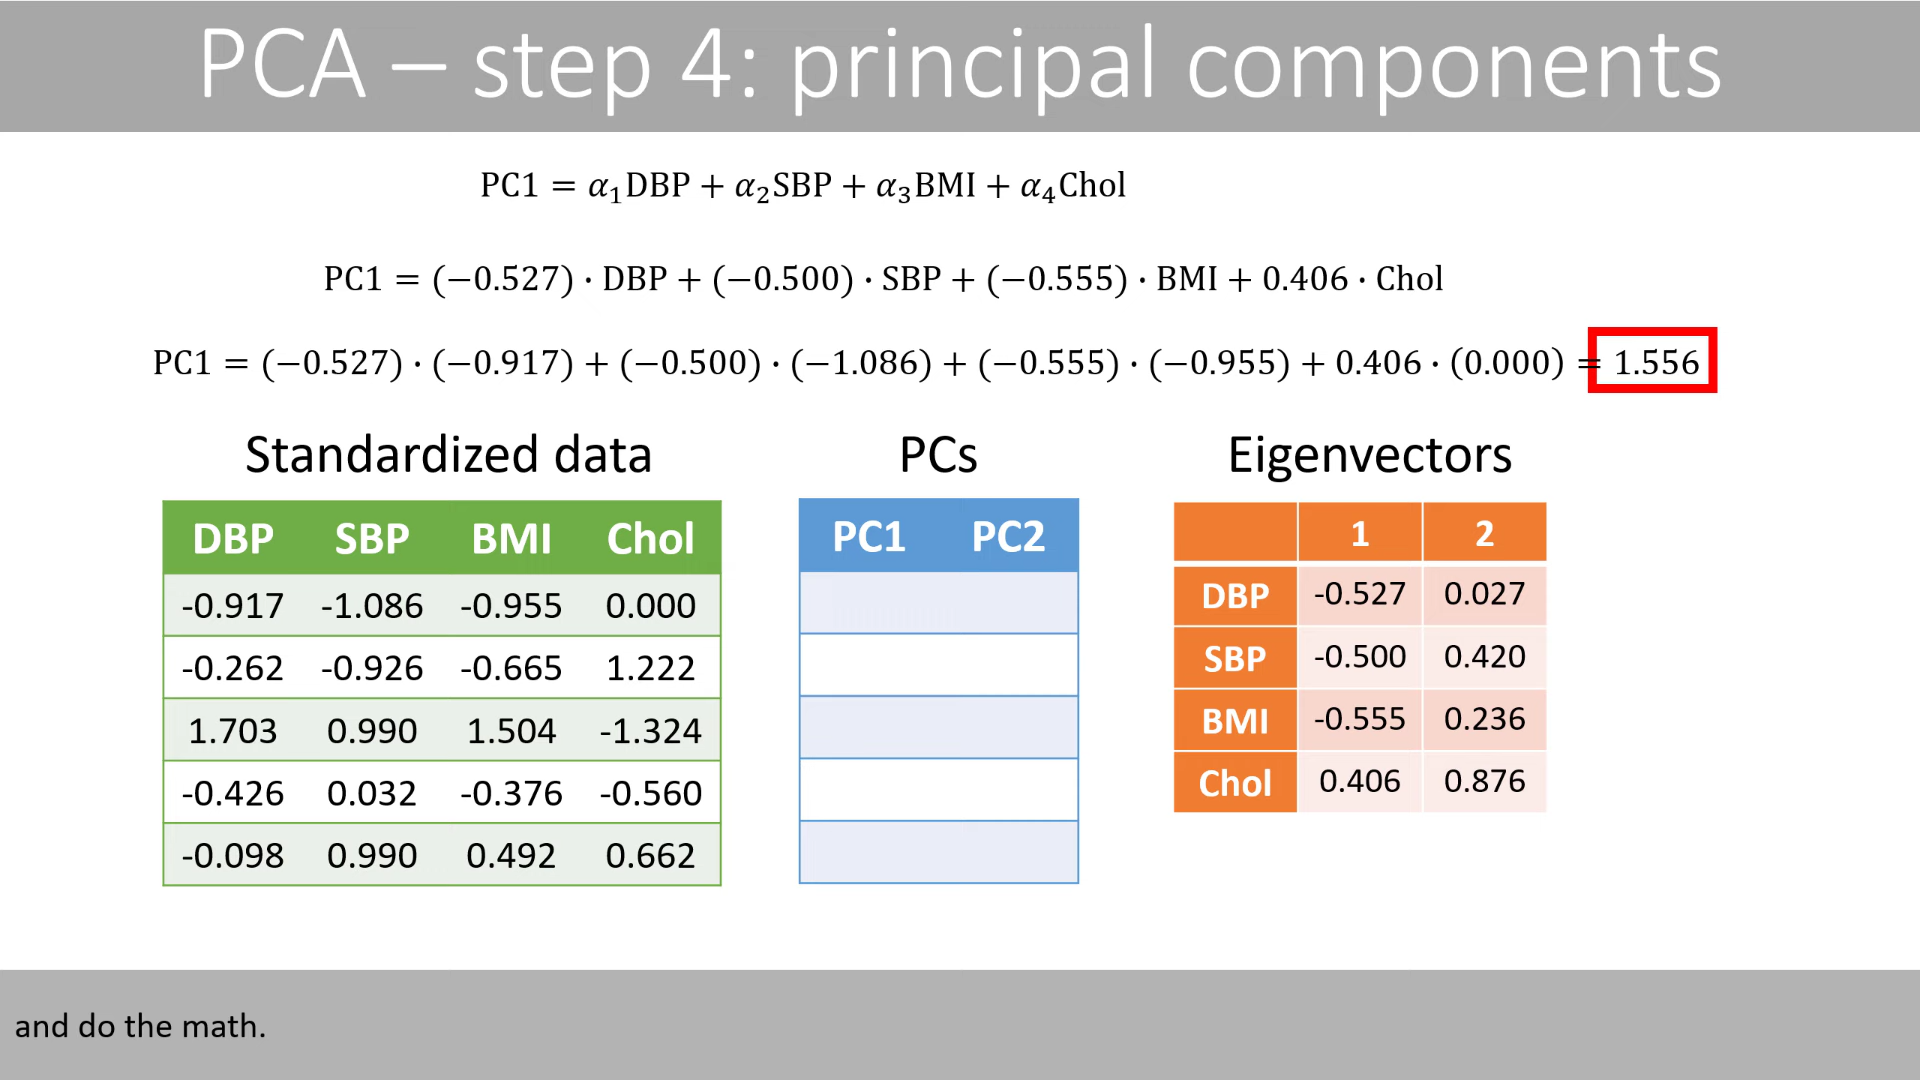 PCA – step 4: principal components
PC1 = α₁DBP + α₂SBP + α₃BMI + α₄Chol
PC1 = (−0.527) · DBP + (−0.500) · SBP + (−0.555) · BMI + 0.406 · Chol
PC1 = (−0.527) · (−0.917) + (−0.500) · (−1.086) + (−0.555) · (−0.955) + 0.406 · (0.000) = 1.556
Standardized data
DBP SBP BMI Chol
-0.917 -1.086 -0.955 0.000
-0.262 -0.926 -0.665 1.222
1.703 0.990 1.504 -1.324
-0.426 0.032 -0.376 -0.560
-0.098 0.990 0.492 0.662
PCs
PC1 PC2
Eigenvectors
1 2
DBP -0.527 0.027
SBP -0.500 0.420
BMI -0.555 0.236
Chol 0.406 0.876
and do the math.